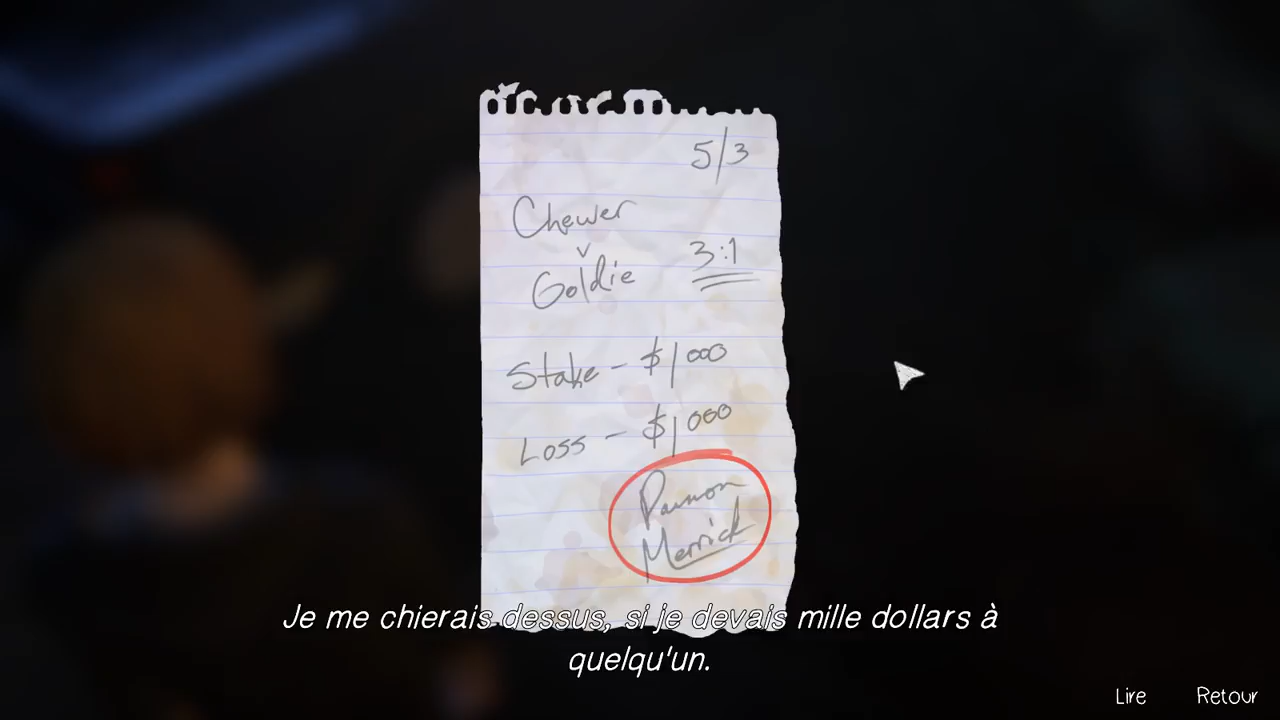 5/3
Chewer
v
Goldie 3:1
Stake - $1000
Loss - $1000
Damon
Merrick
Je me chierais dessus, si je devais mille dollars à
quelqu'un.
Lire Retour